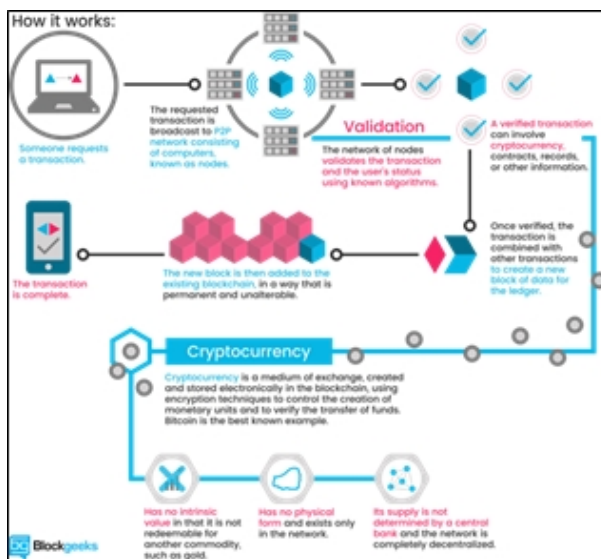 How it works:
Someone requests
a transaction.
The requested
transaction is
broadcast to P2P
network consisting
of computers,
known as nodes.
Validation
The network of nodes
validates the transaction
and the user's status
using known algorithms.
A verified transaction
can involve
cryptocurrency,
contracts, records,
or other information.
Once verified, the
transaction is
combined with
other transactions
to create a new
block of data for
the ledger.
The new block is then added to the
existing blockchain, in a way that is
permanent and unalterable.
The transaction
is complete.
Cryptocurrency
Cryptocurrency is a medium of exchange, created
and stored electronically in the blockchain, using
encryption techniques to control the creation of
monetary units and to verify the transfer of funds.
Bitcoin is the best known example.
Has no intrinsic
value in that it is not
redeemable for
another commodity,
such as gold.
Has no physical
form and exists only
in the network.
Its supply is not
determined by a central
bank and the network is
completely decentralized.
Blockgeeks